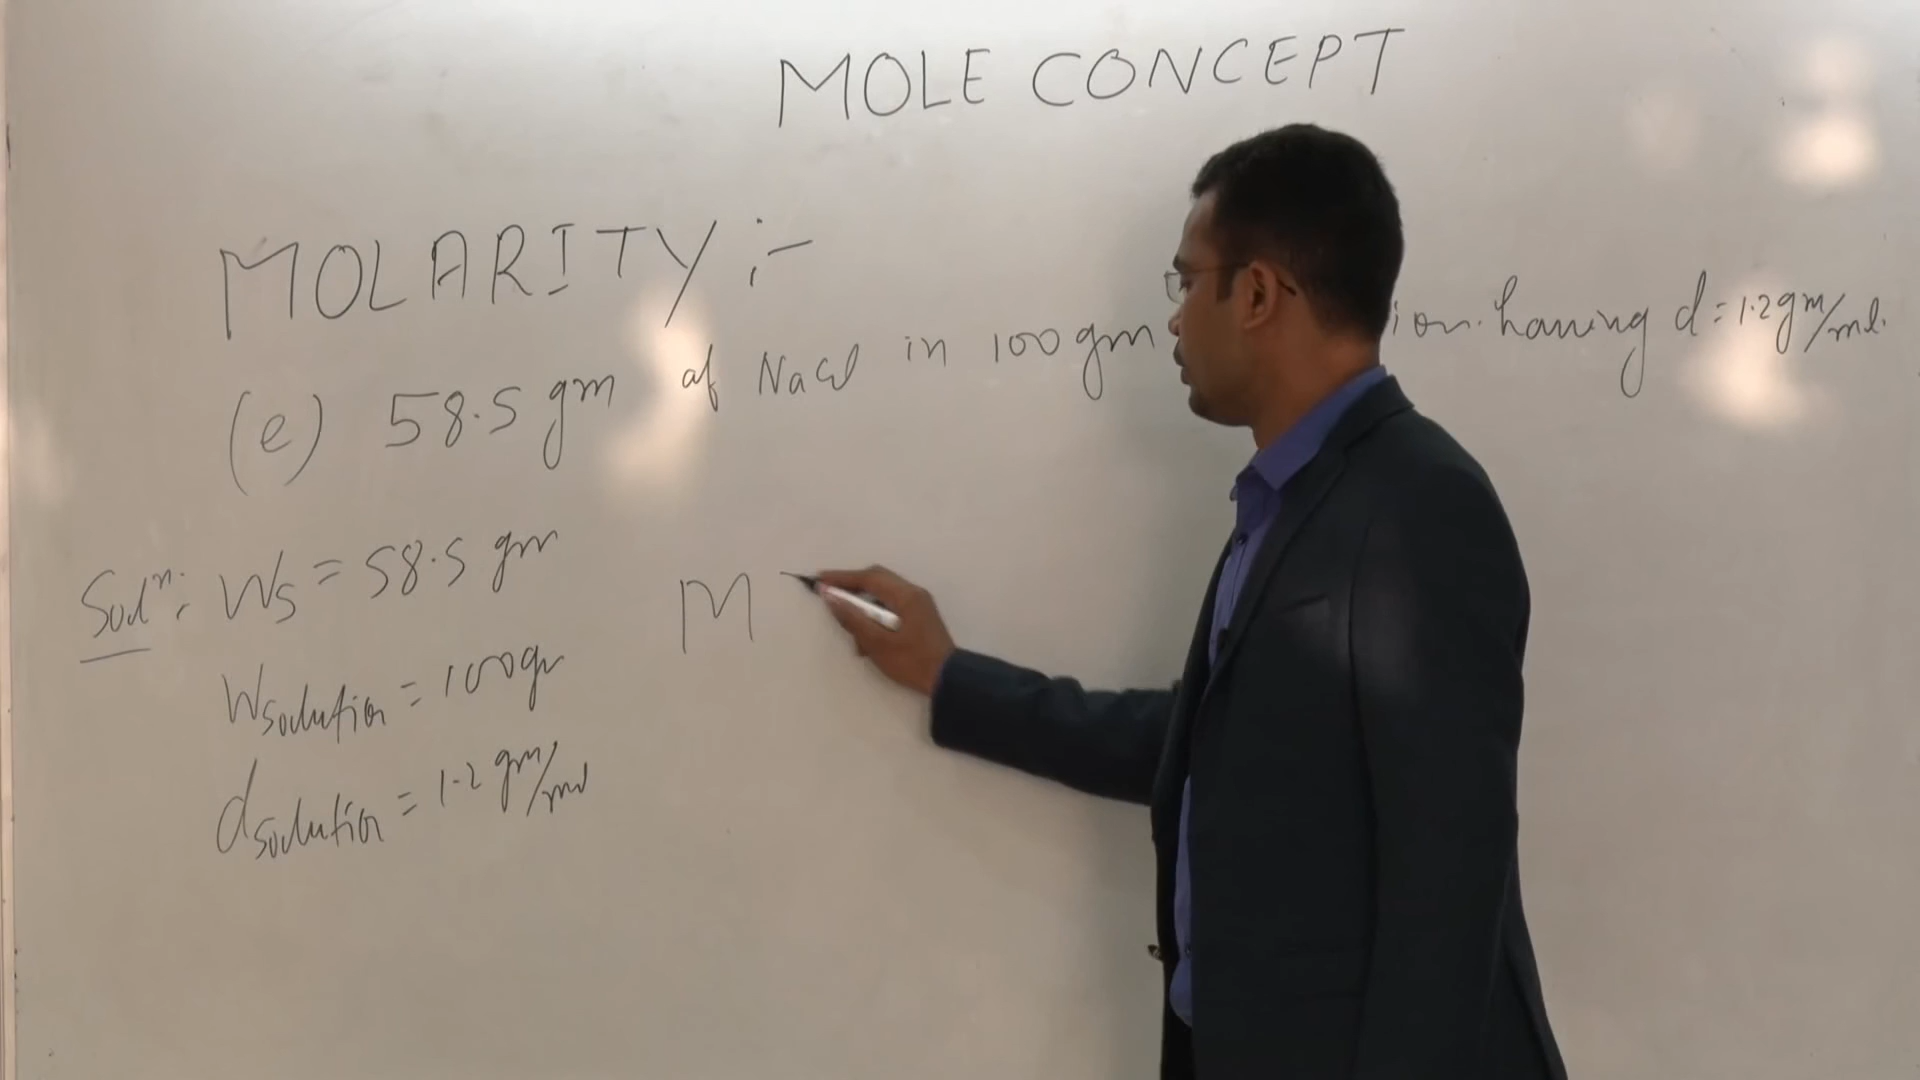 MOLE CONCEPT
MOLARITY :-
(e) 58.5 gm of NaCl in 100 gm ion having d = 1.2 gm/ml.
Solⁿ: Ws = 58.5 gm
Wsolution = 100 gm
dsolution = 1.2 gm/ml
M